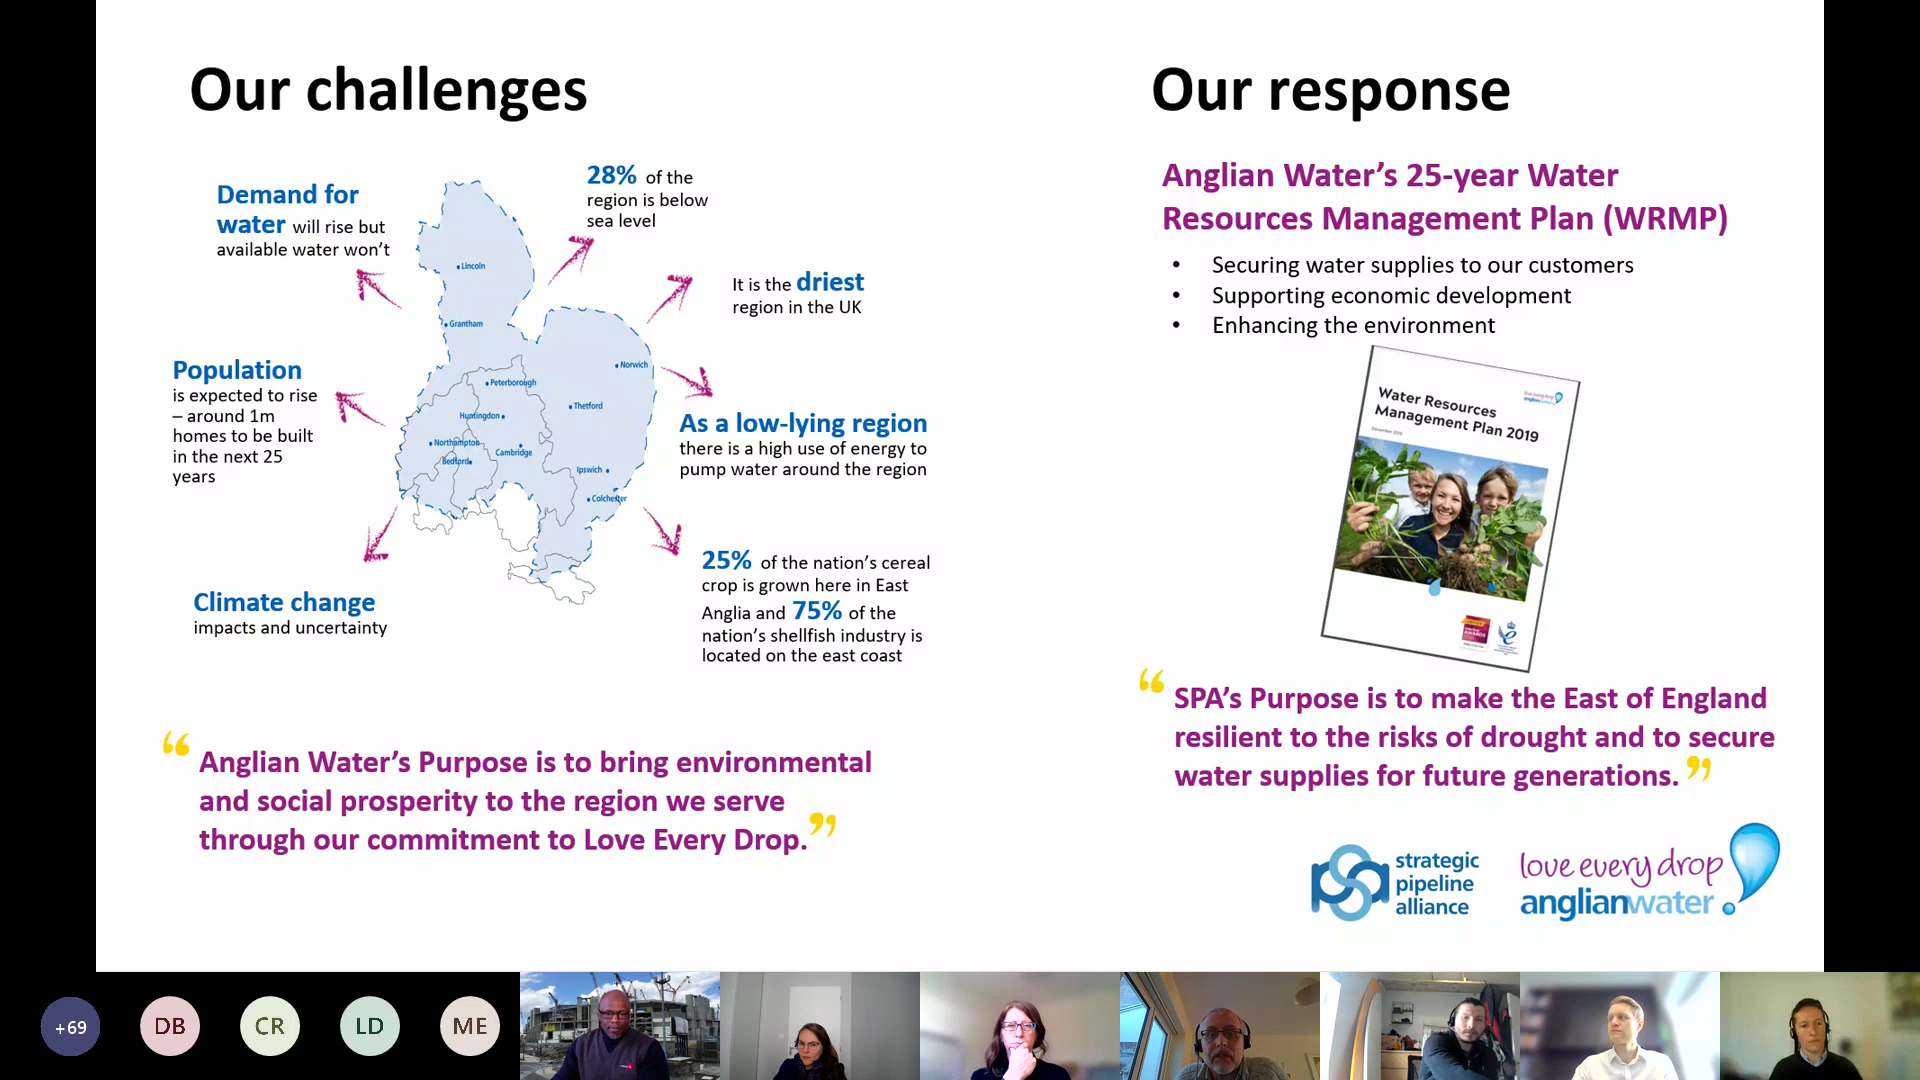 Our challenges
Demand for
water will rise but
available water won't
28% of the
region is below
sea level
It is the driest
region in the UK
Population
is expected to rise
– around 1m
homes to be built
in the next 25
years
As a low-lying region
there is a high use of energy to
pump water around the region
Climate change
impacts and uncertainty
25% of the nation's cereal
crop is grown here in East
Anglia and 75% of the
nation's shellfish industry is
located on the east coast
Lincoln
Grantham
Norwich
Peterborough
Thetford
Huntingdon
Northampton
Cambridge
Bedford
Ipswich
Colchester
“ Anglian Water's Purpose is to bring environmental
and social prosperity to the region we serve
through our commitment to Love Every Drop. ”
Our response
Anglian Water's 25-year Water
Resources Management Plan (WRMP)
• Securing water supplies to our customers
• Supporting economic development
• Enhancing the environment
love every drop
anglianwater
Water Resources
Management Plan 2019
“ SPA's Purpose is to make the East of England
resilient to the risks of drought and to secure
water supplies for future generations. ”
strategic
pipeline
alliance
love every drop
anglianwater
+69
DB
CR
LD
ME